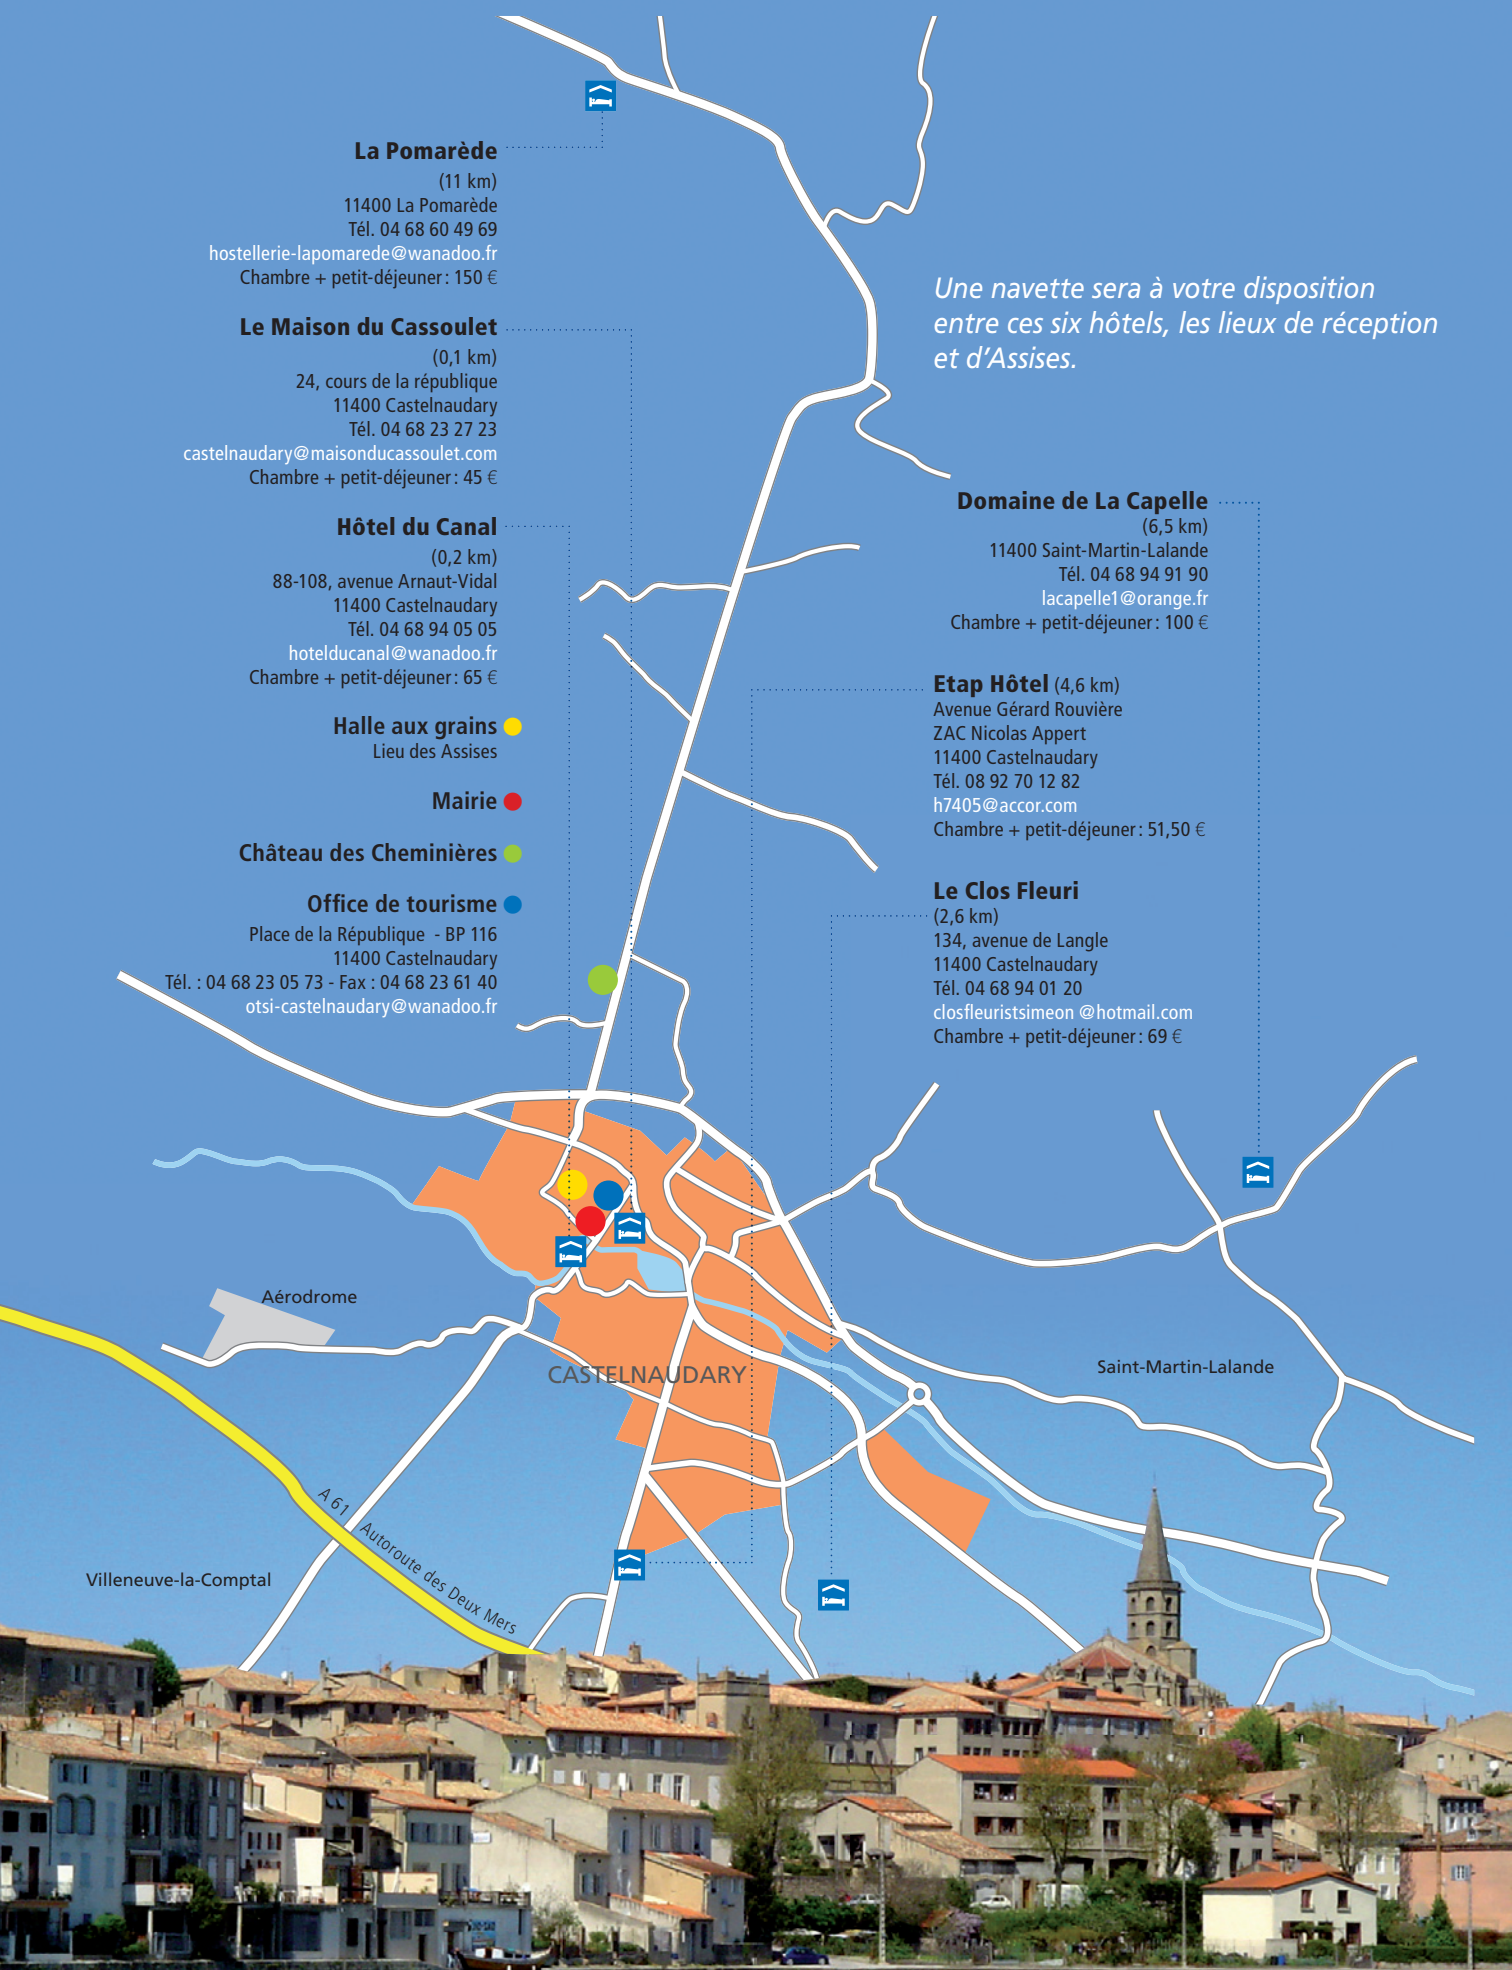 La Pomarède
(11 km)
11400 La Pomarède
Tél. 04 68 60 49 69
hostellerie-lapomarede@wanadoo.fr
Chambre + petit-déjeuner : 150 €
Le Maison du Cassoulet
(0,1 km)
24, cours de la république
11400 Castelnaudary
Tél. 04 68 23 27 23
castelnaudary@maisonducassoulet.com
Chambre + petit-déjeuner : 45 €
Hôtel du Canal
(0,2 km)
88-108, avenue Arnaut-Vidal
11400 Castelnaudary
Tél. 04 68 94 05 05
hotelducanal@wanadoo.fr
Chambre + petit-déjeuner : 65 €
Halle aux grains
Lieu des Assises
Mairie
Château des Cheminières
Office de tourisme
Place de la République - BP 116
11400 Castelnaudary
Tél. : 04 68 23 05 73 - Fax : 04 68 23 61 40
otsi-castelnaudary@wanadoo.fr
Une navette sera à votre disposition
entre ces six hôtels, les lieux de réception
et d'Assises.
Domaine de La Capelle
(6,5 km)
11400 Saint-Martin-Lalande
Tél. 04 68 94 91 90
lacapelle1@orange.fr
Chambre + petit-déjeuner : 100 €
Etap Hôtel (4,6 km)
Avenue Gérard Rouvière
ZAC Nicolas Appert
11400 Castelnaudary
Tél. 08 92 70 12 82
h7405@accor.com
Chambre + petit-déjeuner : 51,50 €
Le Clos Fleuri
(2,6 km)
134, avenue de Langle
11400 Castelnaudary
Tél. 04 68 94 01 20
closfleuristsimeon @hotmail.com
Chambre + petit-déjeuner : 69 €
Aérodrome
CASTELNAUDARY
Saint-Martin-Lalande
A 61 Autoroute des Deux Mers
Villeneuve-la-Comptal